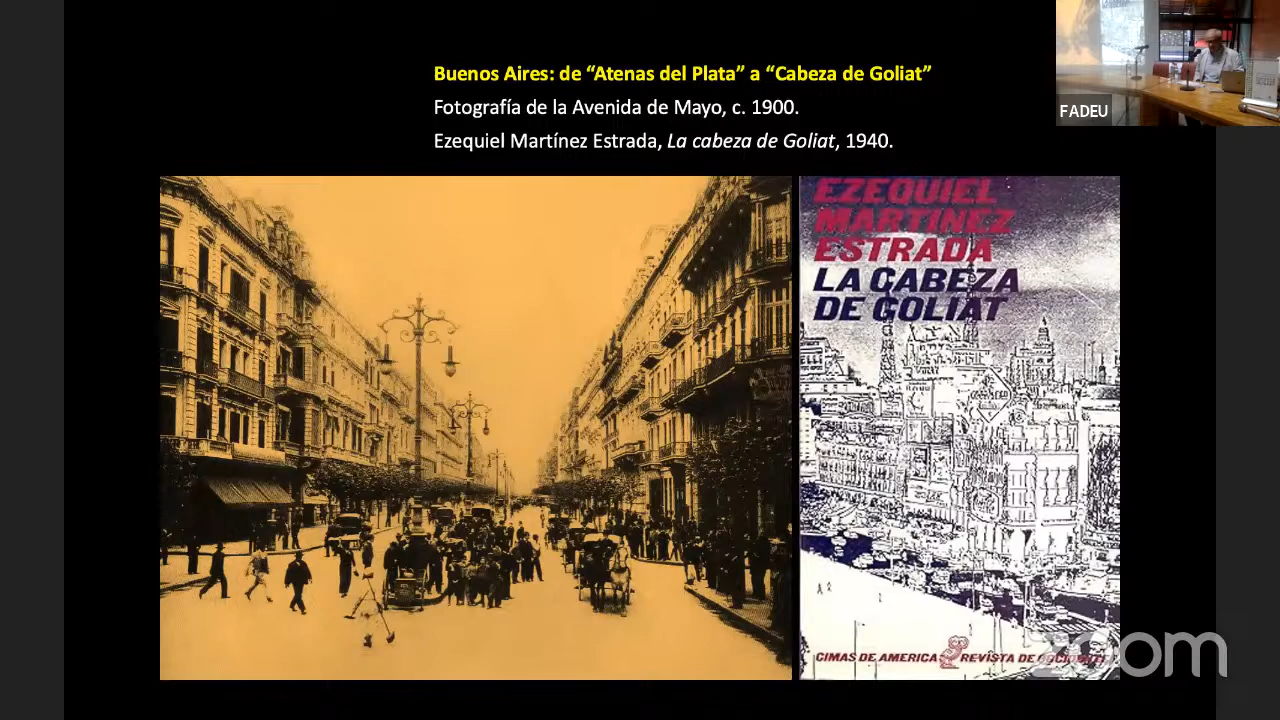 Buenos Aires: de “Atenas del Plata” a “Cabeza de Goliat”
Fotografía de la Avenida de Mayo, c. 1900.
Ezequiel Martínez Estrada, La cabeza de Goliat, 1940.
FADEU
EZEQUIEL
MARTINEZ
ESTRADA
LA CABEZA
DE GOLIAT
CIMAS DE AMERICA REVISTA DE
zoom